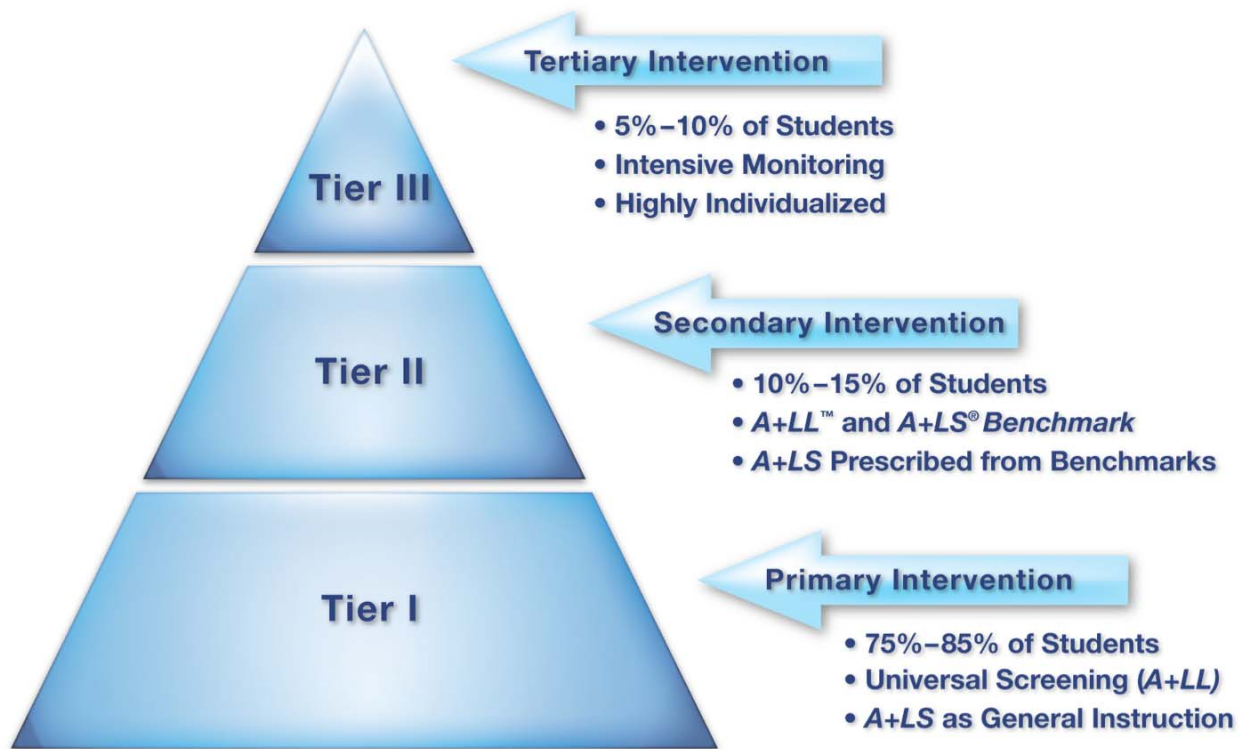 Tertiary Intervention
• 5%–10% of Students
• Intensive Monitoring
• Highly Individualized
Tier III
Secondary Intervention
• 10%–15% of Students
• A+LL™ and A+LS® Benchmark
• A+LS Prescribed from Benchmarks
Tier II
Primary Intervention
• 75%–85% of Students
• Universal Screening (A+LL)
• A+LS as General Instruction
Tier I